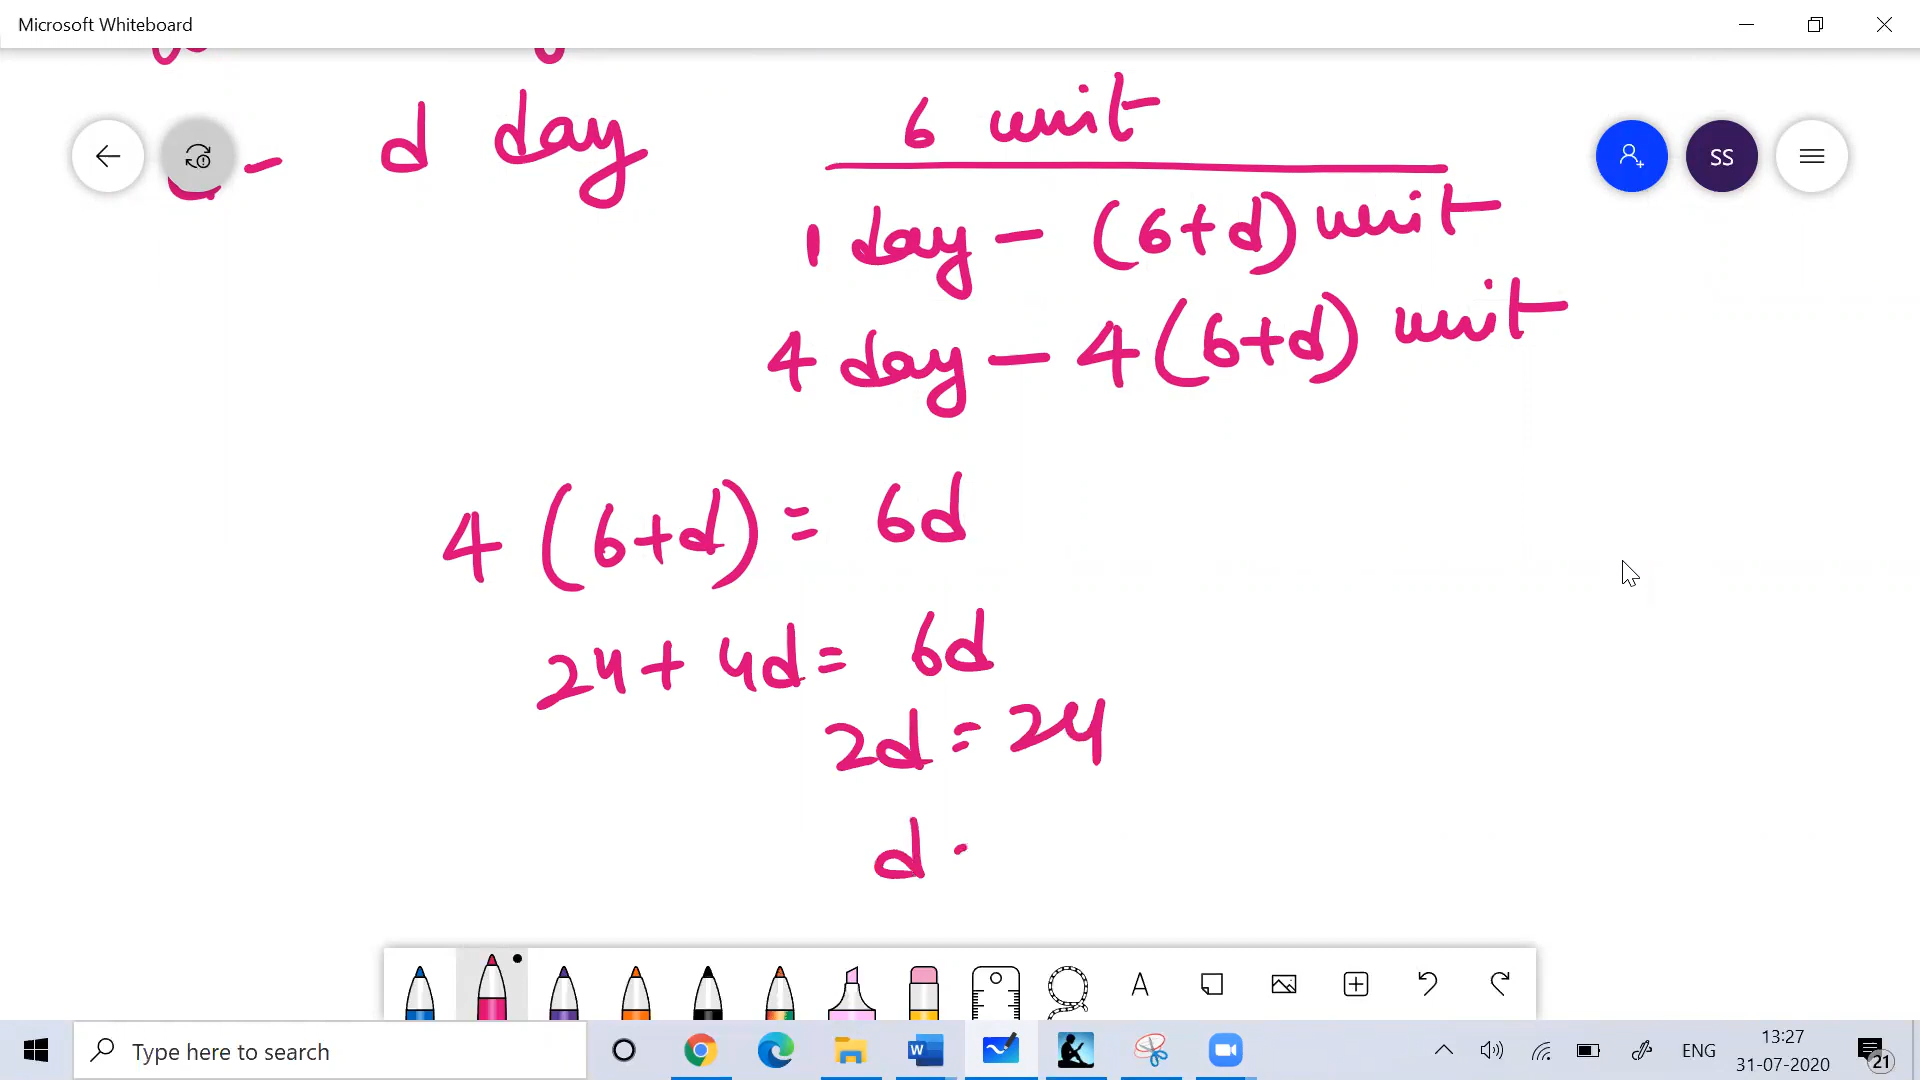 Microsoft Whiteboard
- d day
6 unit
SS
1 day - (6+d) unit
4 day - 4 (6+d) unit
4 (6+d) = 6d
24 + 4d = 6d
2d = 24
d
A
Type here to search
W
ENG
13:27
31-07-2020
21